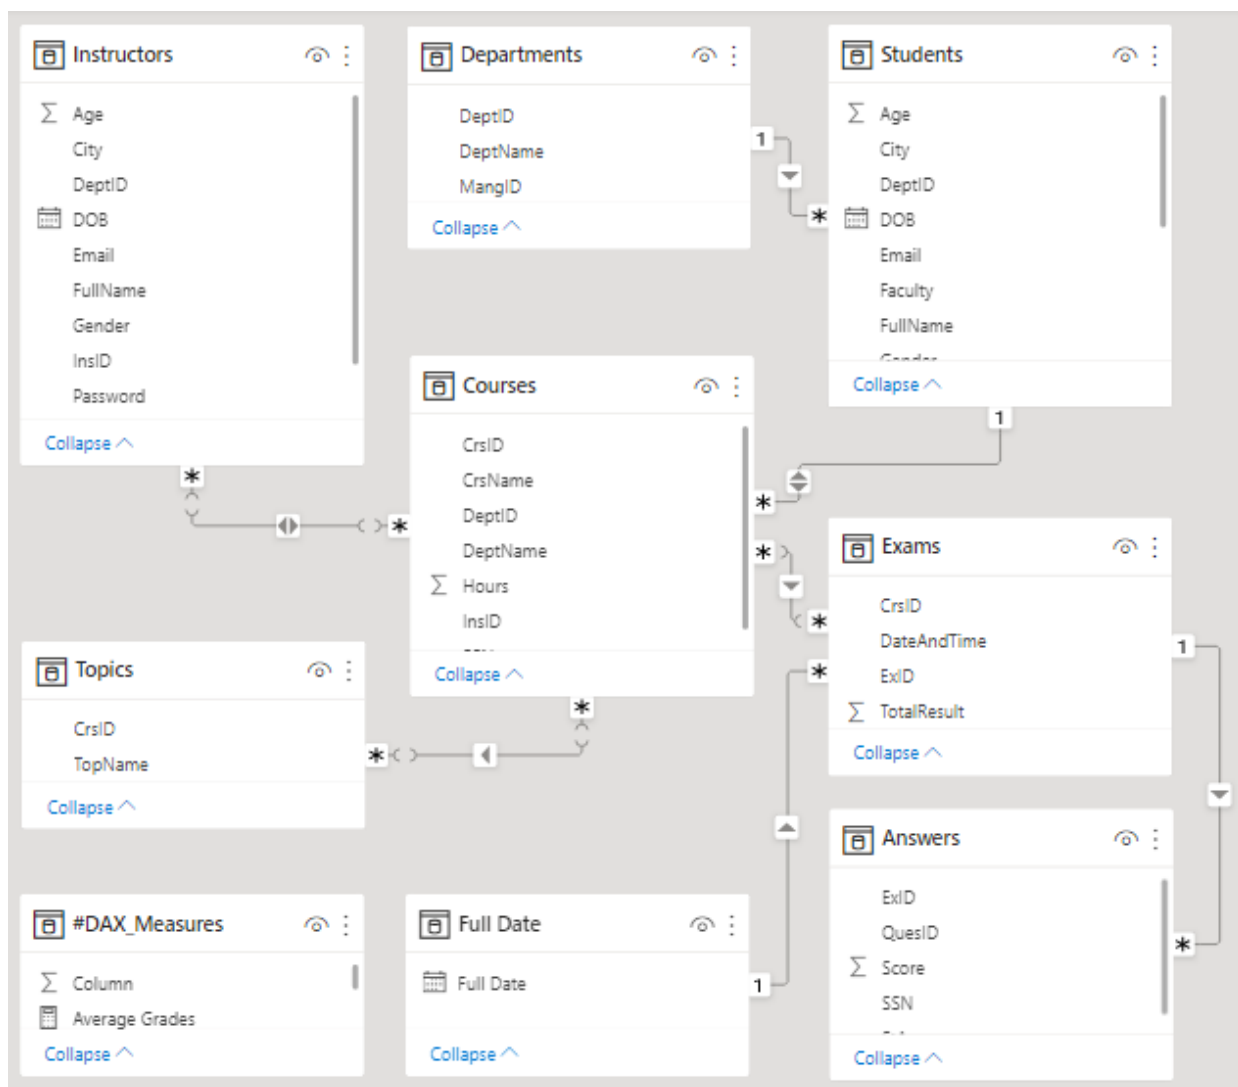 Instructors
Age
City
DeptID
DOB
Email
FullName
Gender
InsID
Password
Collapse
Departments
DeptID
DeptName
MangID
Collapse
1
*
Students
Age
City
DeptID
DOB
Email
Faculty
FullName
Gender
Collapse
1
*
*
*
Courses
CrsID
CrsName
DeptID
DeptName
Hours
InsID
Collapse
*
*
Exams
CrsID
DateAndTime
ExID
TotalResult
Collapse
1
*
Topics
CrsID
TopName
Collapse
*
*
#DAX_Measures
Column
Average Grades
Collapse
Full Date
Full Date
Collapse
1
Answers
ExID
QuesID
Score
SSN
Collapse
*